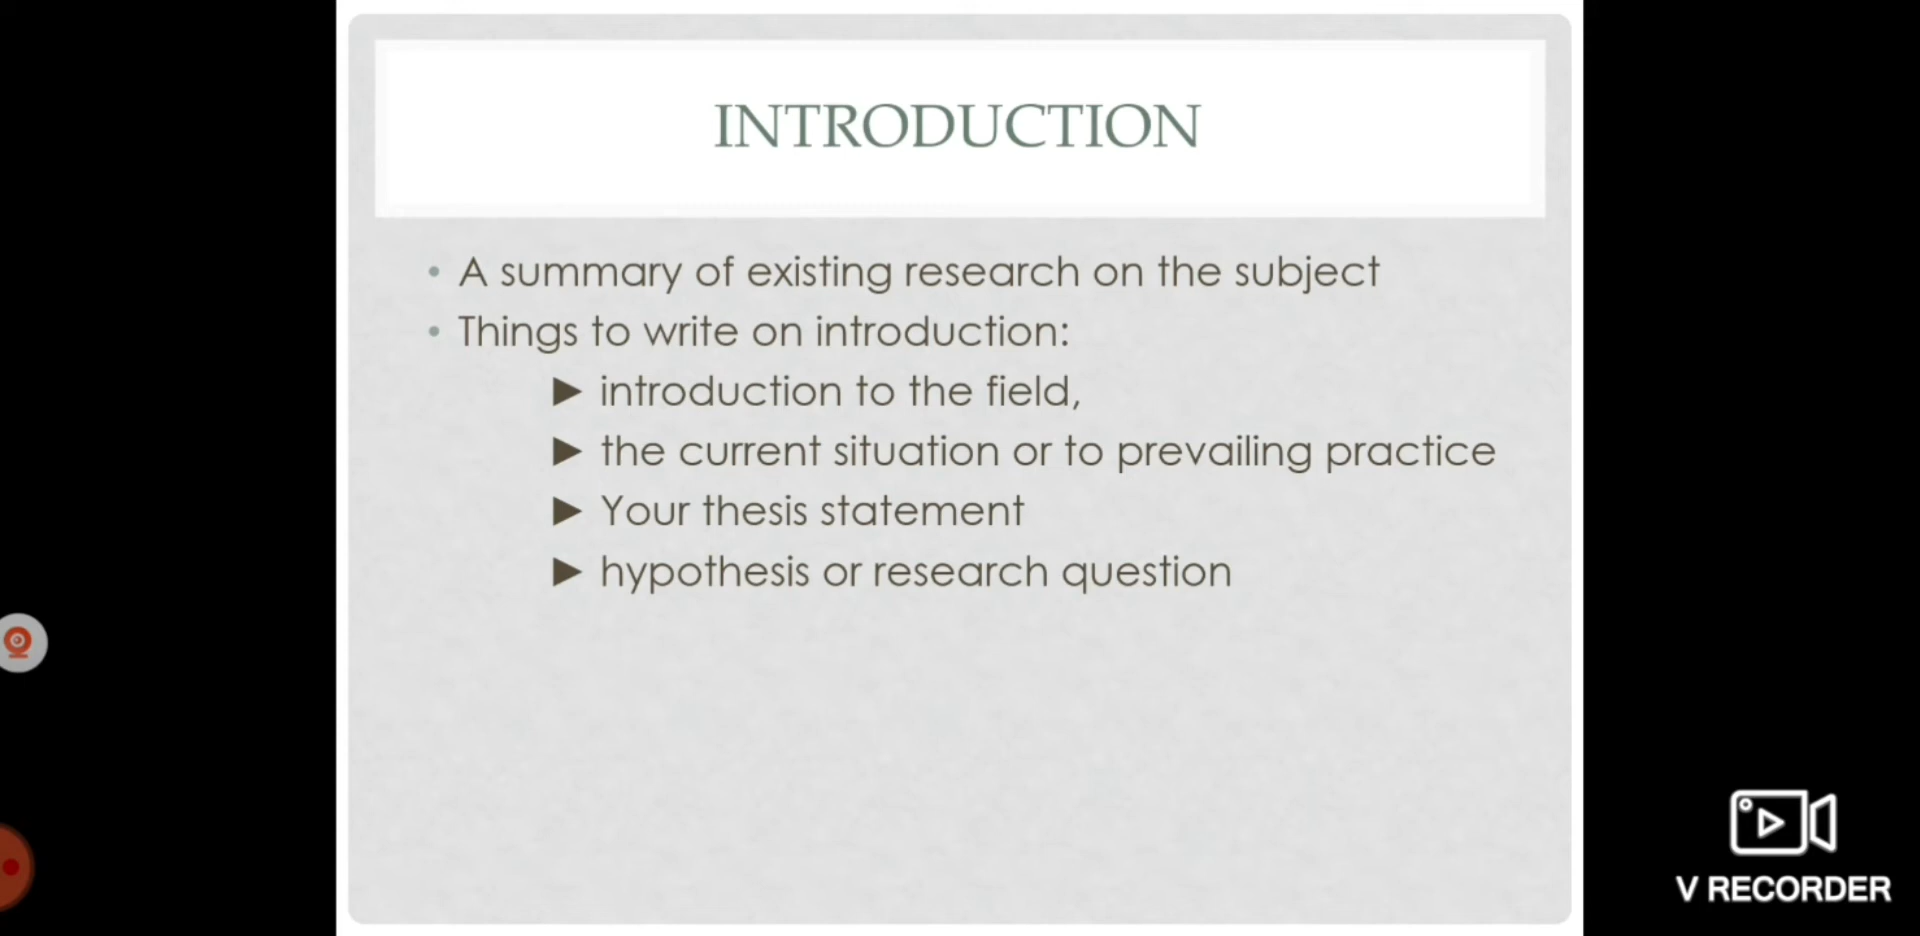 INTRODUCTION
• A summary of existing research on the subject
• Things to write on introduction:
► introduction to the field,
► the current situation or to prevailing practice
► Your thesis statement
► hypothesis or research question
V RECORDER